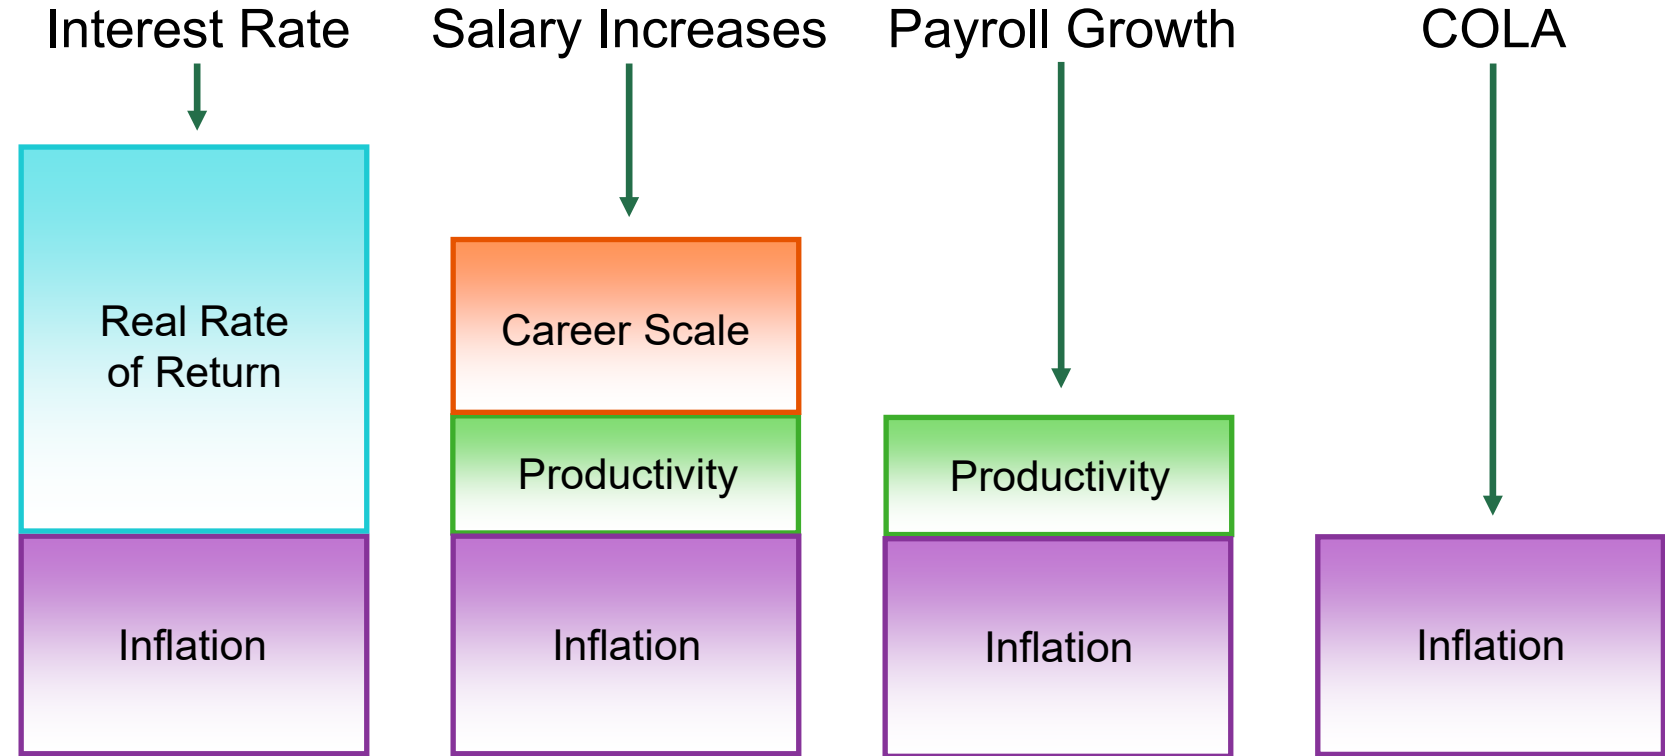 Interest Rate
Salary Increases
Payroll Growth
COLA
Real Rate
of Return
Inflation
Career Scale
Productivity
Inflation
Productivity
Inflation
Inflation